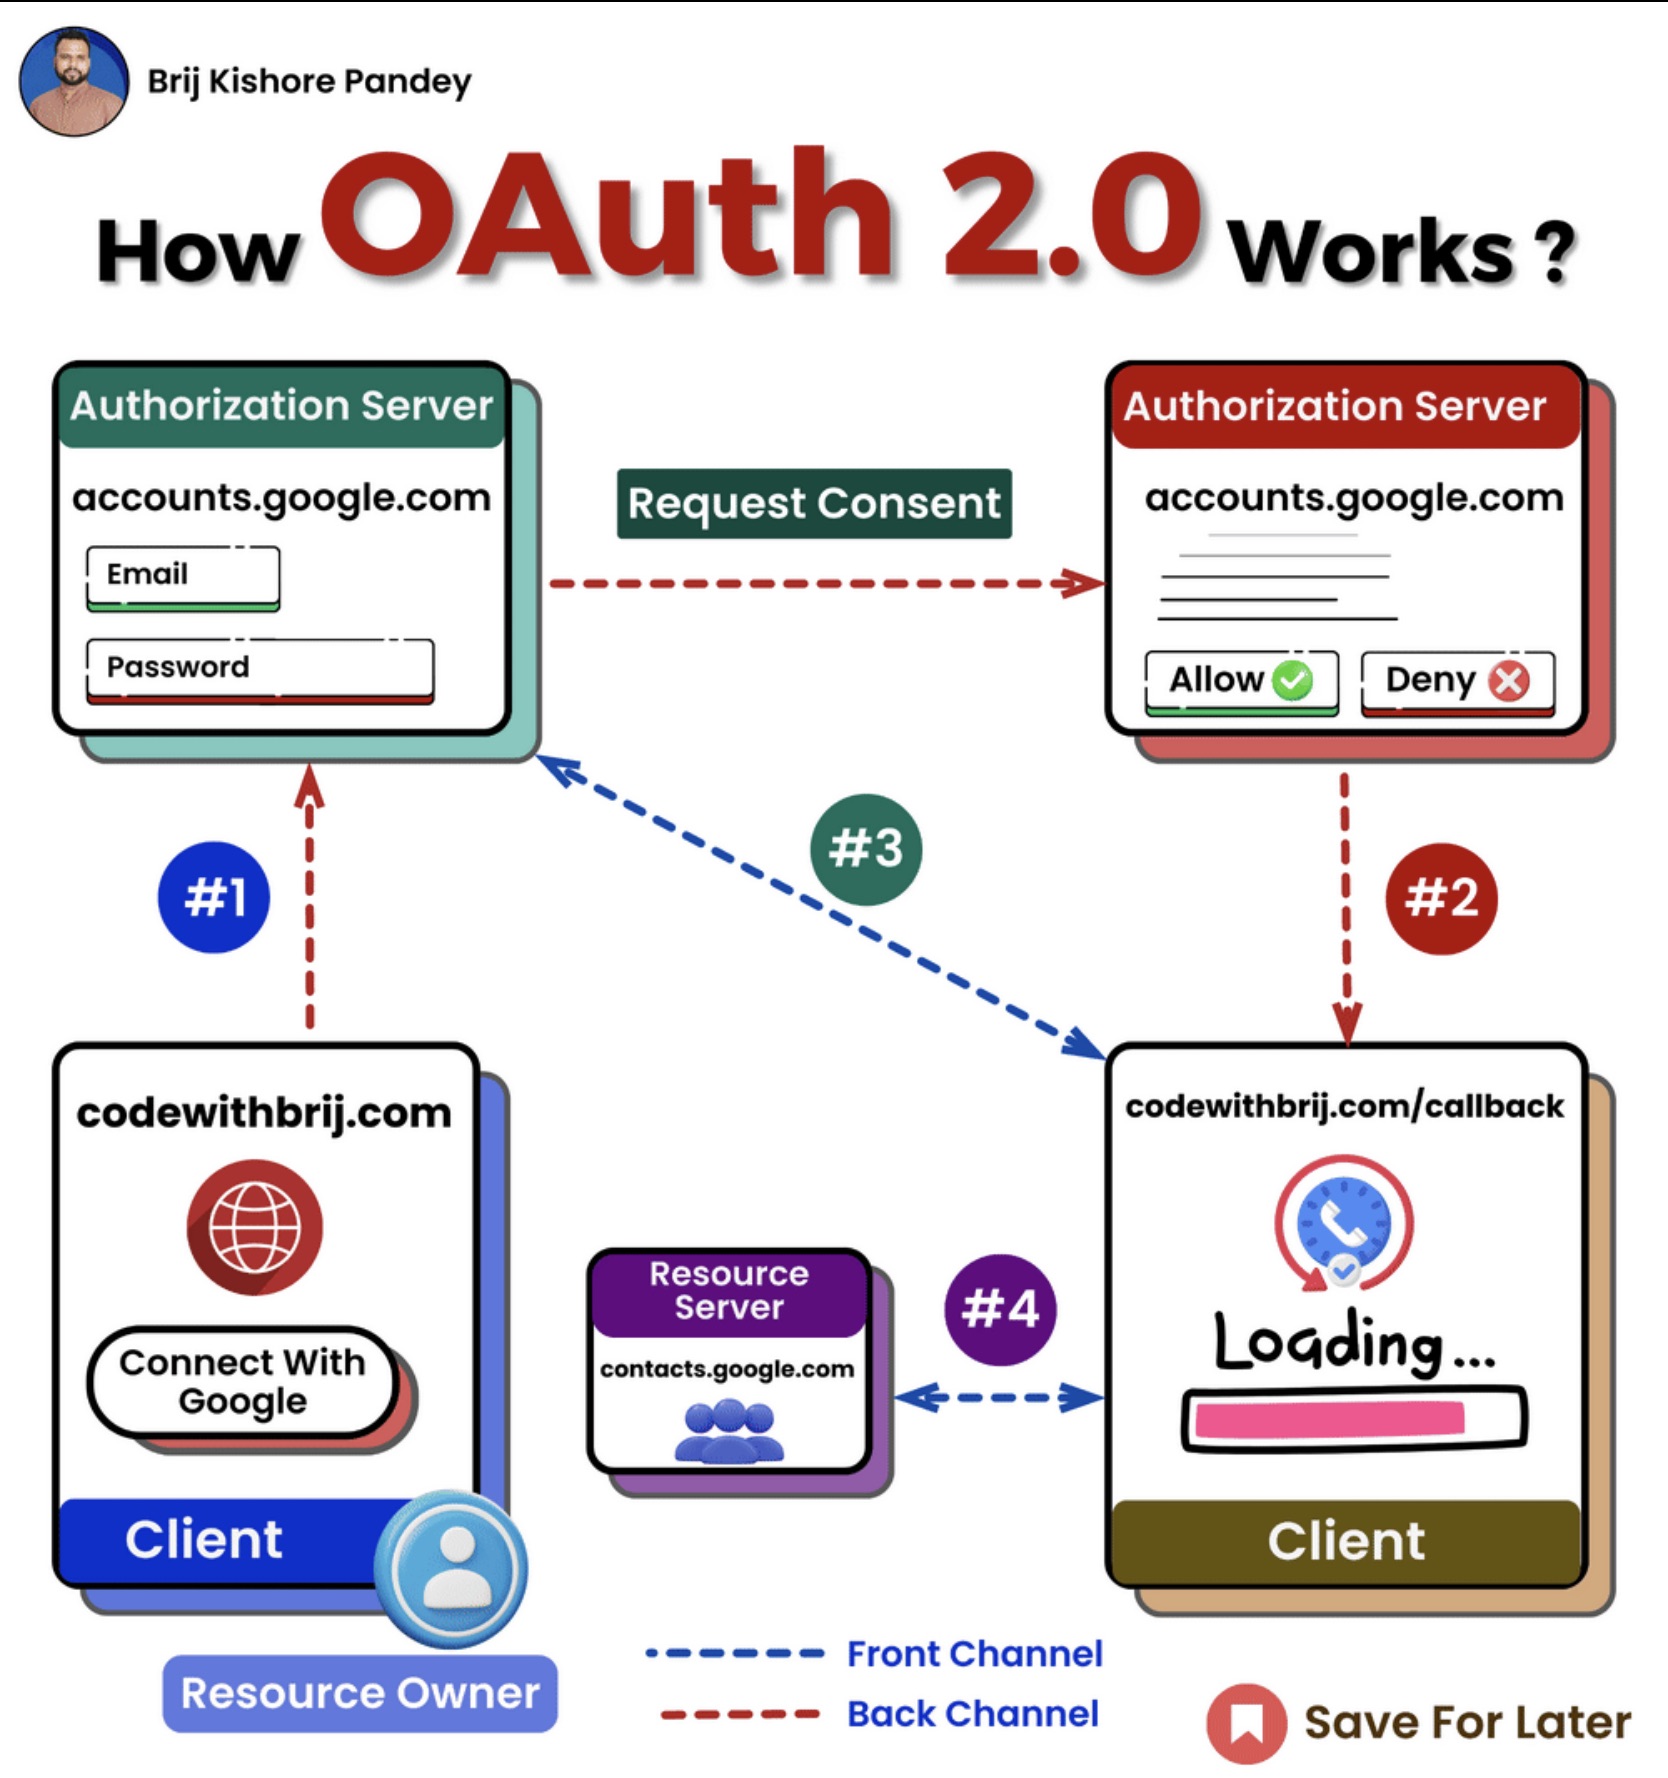 Brij Kishore Pandey
How OAuth 2.0 Works ?
Authorization Server
accounts.google.com
Email
Password
Request Consent
Authorization Server
accounts.google.com
Allow
Deny
#1
#3
#2
codewithbrij.com
Connect With
Google
Client
Resource Owner
Resource
Server
contacts.google.com
#4
codewithbrij.com/callback
Loading...
Client
Front Channel
Back Channel
Save For Later